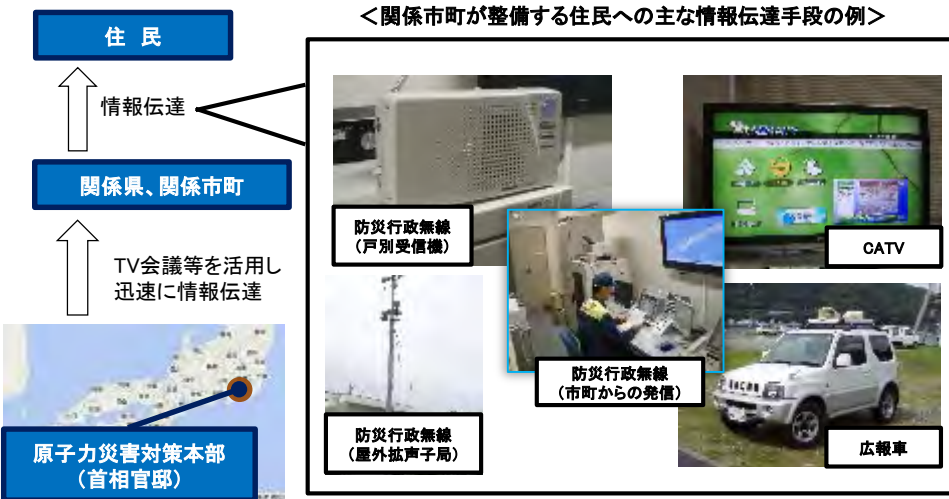 ＜関係市町が整備する住民への主な情報伝達手段の例＞
住 民
情報伝達
関係県、関係市町
TV会議等を活用し
迅速に情報伝達
原子力災害対策本部
（首相官邸）
防災行政無線
（戸別受信機）
CATV
防災行政無線
（市町からの発信）
防災行政無線
（屋外拡声子局）
広報車